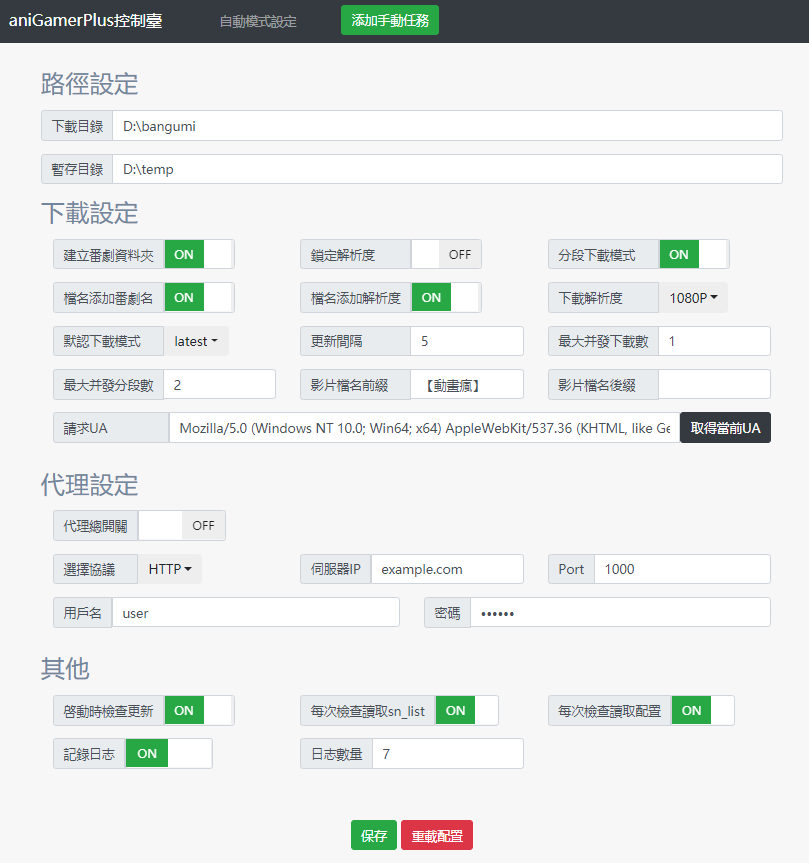 aniGamerPlus控制臺 自動模式設定 添加手動任務
路徑設定
下載目錄 D:\bangumi
暫存目錄 D:\temp
下載設定
建立番劇資料夾 ON 鎖定解析度 OFF 分段下載模式 ON
檔名添加番劇名 ON 檔名添加解析度 ON 下載解析度 1080P
默認下載模式 latest 更新間隔 5 最大并發下載數 1
最大并發分段數 2 影片檔名前綴 【動畫瘋】 影片檔名後綴
請求UA Mozilla/5.0 (Windows NT 10.0; Win64; x64) AppleWebKit/537.36 (KHTML, like Ge 取得當前UA
代理設定
代理總開關 OFF
選擇協議 HTTP 伺服器IP example.com Port 1000
用戶名 user 密碼 ••••••
其他
啓動時檢查更新 ON 每次檢查讀取sn_list ON 每次檢查讀取配置 ON
記錄日志 ON 日志數量 7
保存 重載配置